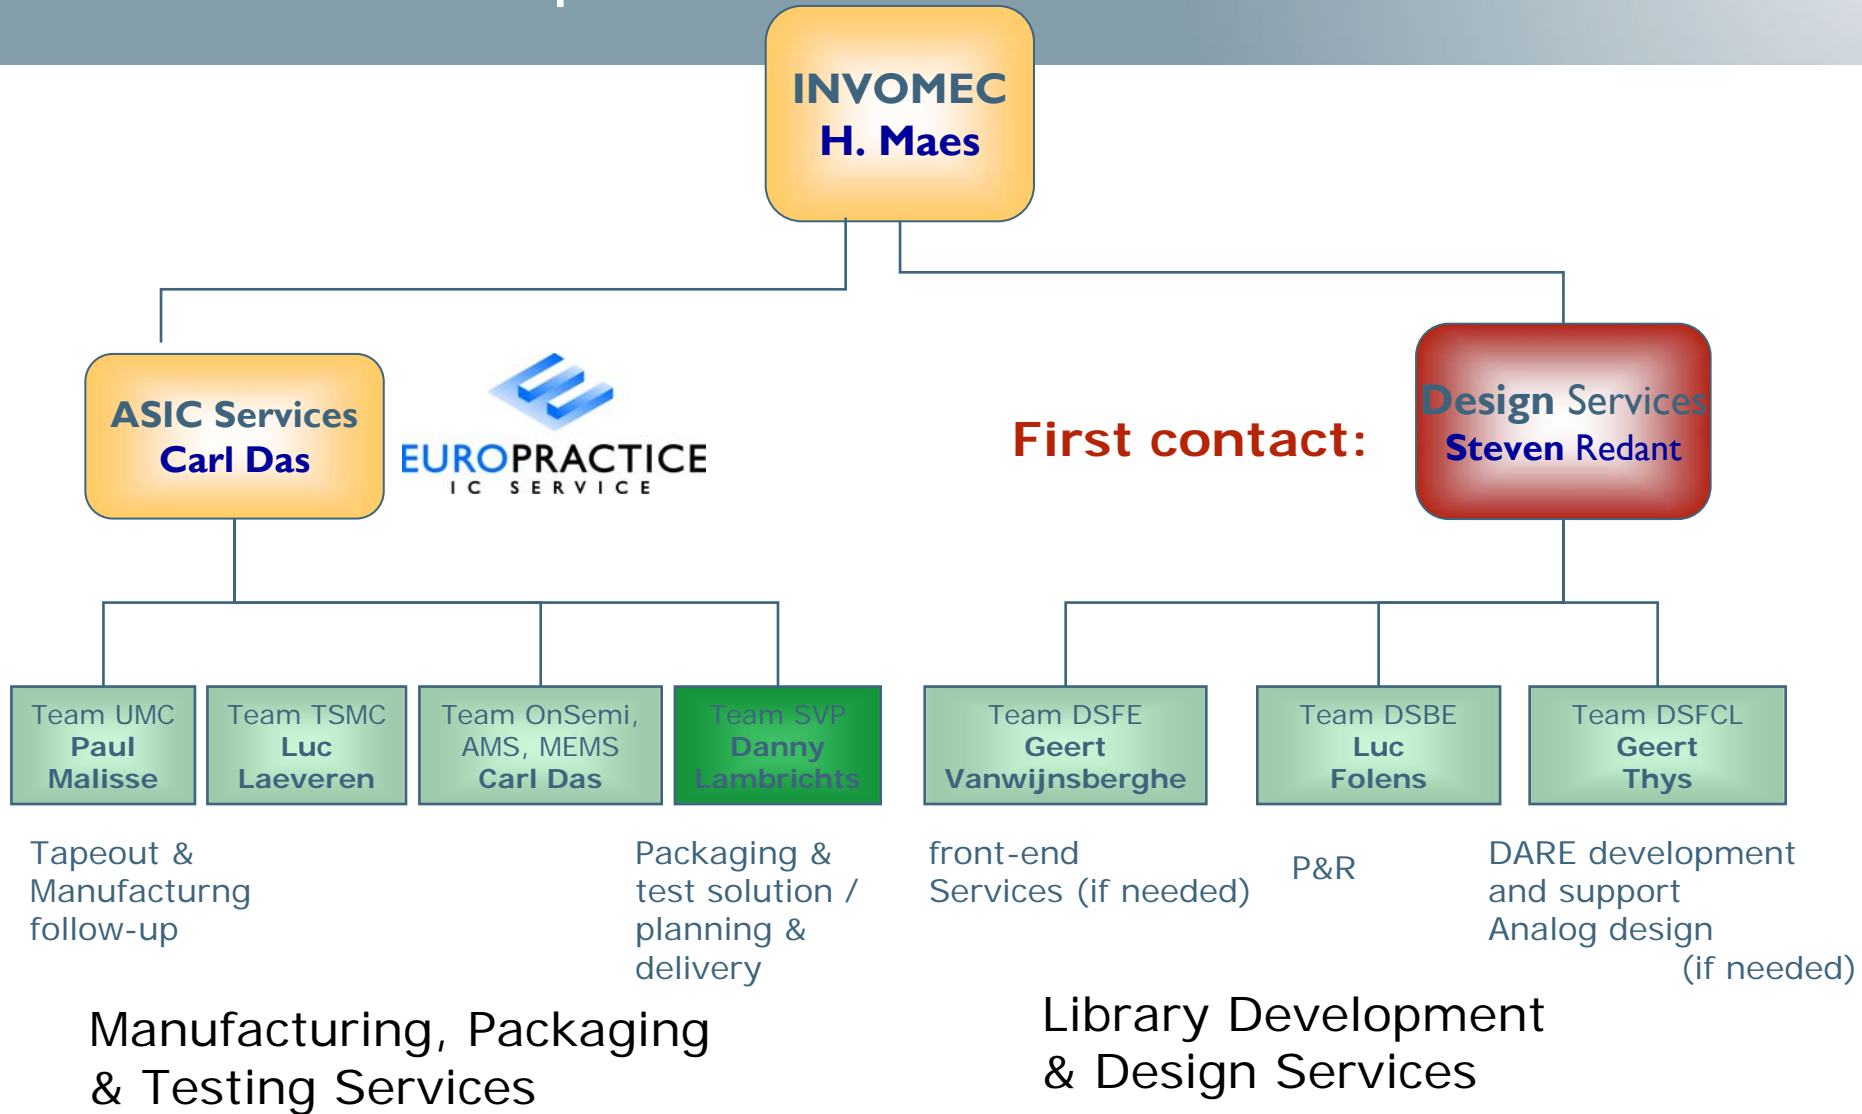 INVOMEC
H. Maes
ASIC Services
Carl Das
EUROPRACTICE
IC SERVICE
First contact:
Design Services
Steven Redant
Team UMC
Paul
Malisse
Team TSMC
Luc
Laeveren
Team OnSemi,
AMS, MEMS
Carl Das
Team SVP
Danny
Lambrichts
Team DSFE
Geert
Vanwijnsberghe
Team DSBE
Luc
Folens
Team DSFCL
Geert
Thys
Tapeout &
Manufacturng
follow-up
Packaging &
test solution /
planning &
delivery
front-end
Services (if needed)
P&R
DARE development
and support
Analog design
(if needed)
Manufacturing, Packaging
& Testing Services
Library Development
& Design Services